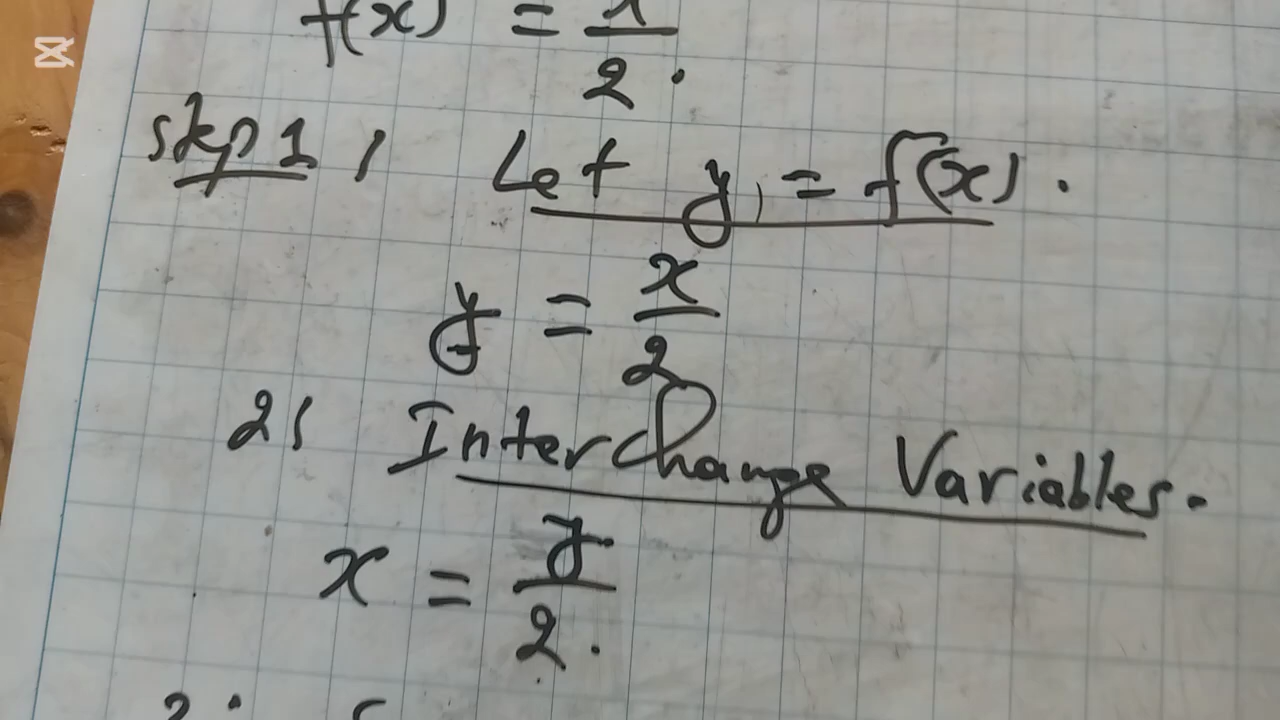 f(x) = x/2.
Step 1, Let y, = f(x).
y = x/2
2, Interchange Variables.
x = y/2.